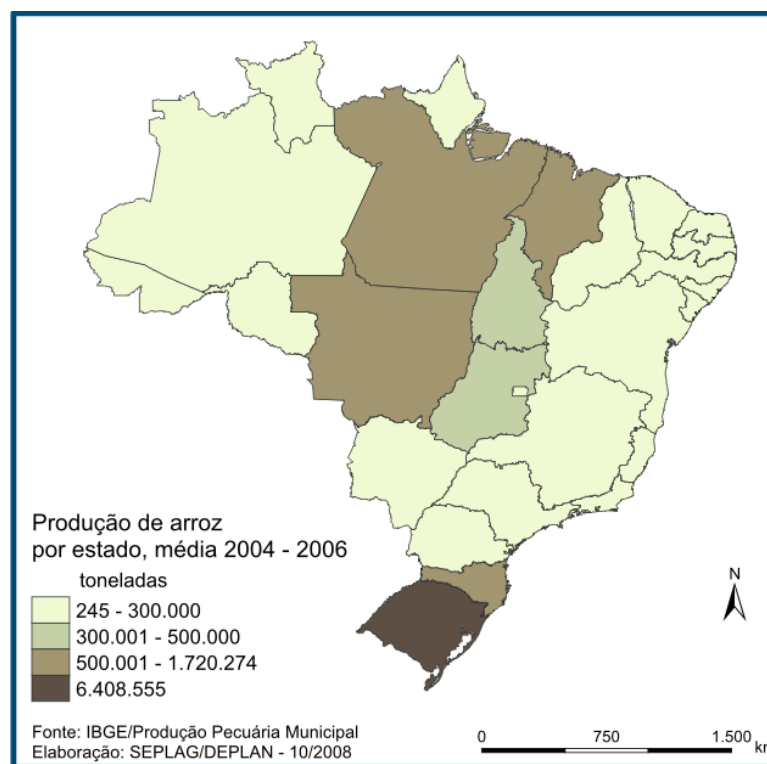 N
Produção de arroz
por estado, média 2004 - 2006
toneladas
245 - 300.000
300.001 - 500.000
500.001 - 1.720.274
6.408.555
Fonte: IBGE/Produção Pecuária Municipal
Elaboração: SEPLAG/DEPLAN - 10/2008
0 750 1.500
km